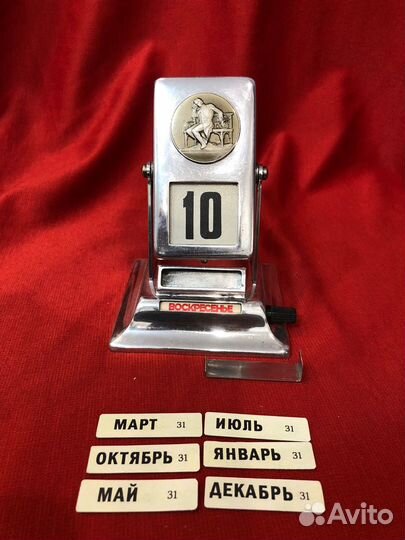 10
ВОСКРЕСЕНЬЕ
МАРТ 31
ИЮЛЬ 31
ОКТЯБРЬ 31
ЯНВАРЬ 31
МАЙ 31
ДЕКАБРЬ 31
Avito